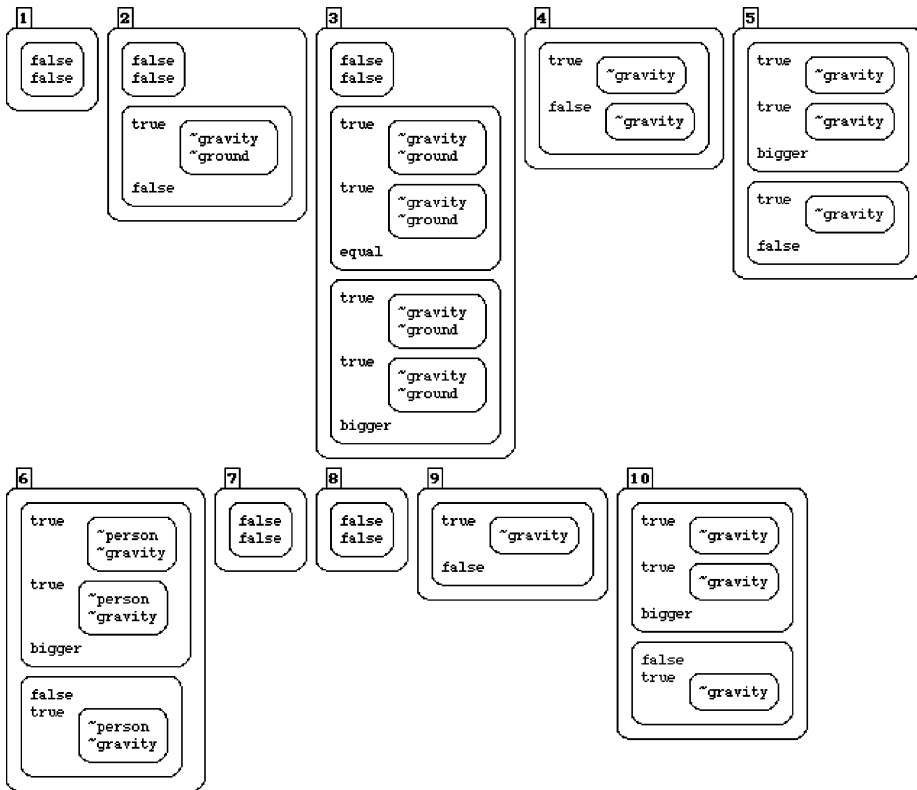 1
false
false
2
false
false
true
~gravity
~ground
false
3
false
false
true
~gravity
~ground
true
~gravity
~ground
equal
true
~gravity
~ground
true
~gravity
~ground
bigger
4
true
~gravity
false
~gravity
5
true
~gravity
true
~gravity
bigger
true
~gravity
false
6
true
~person
~gravity
true
~person
~gravity
bigger
false
true
~person
~gravity
7
false
false
8
false
false
9
true
~gravity
false
10
true
~gravity
true
~gravity
bigger
false
true
~gravity